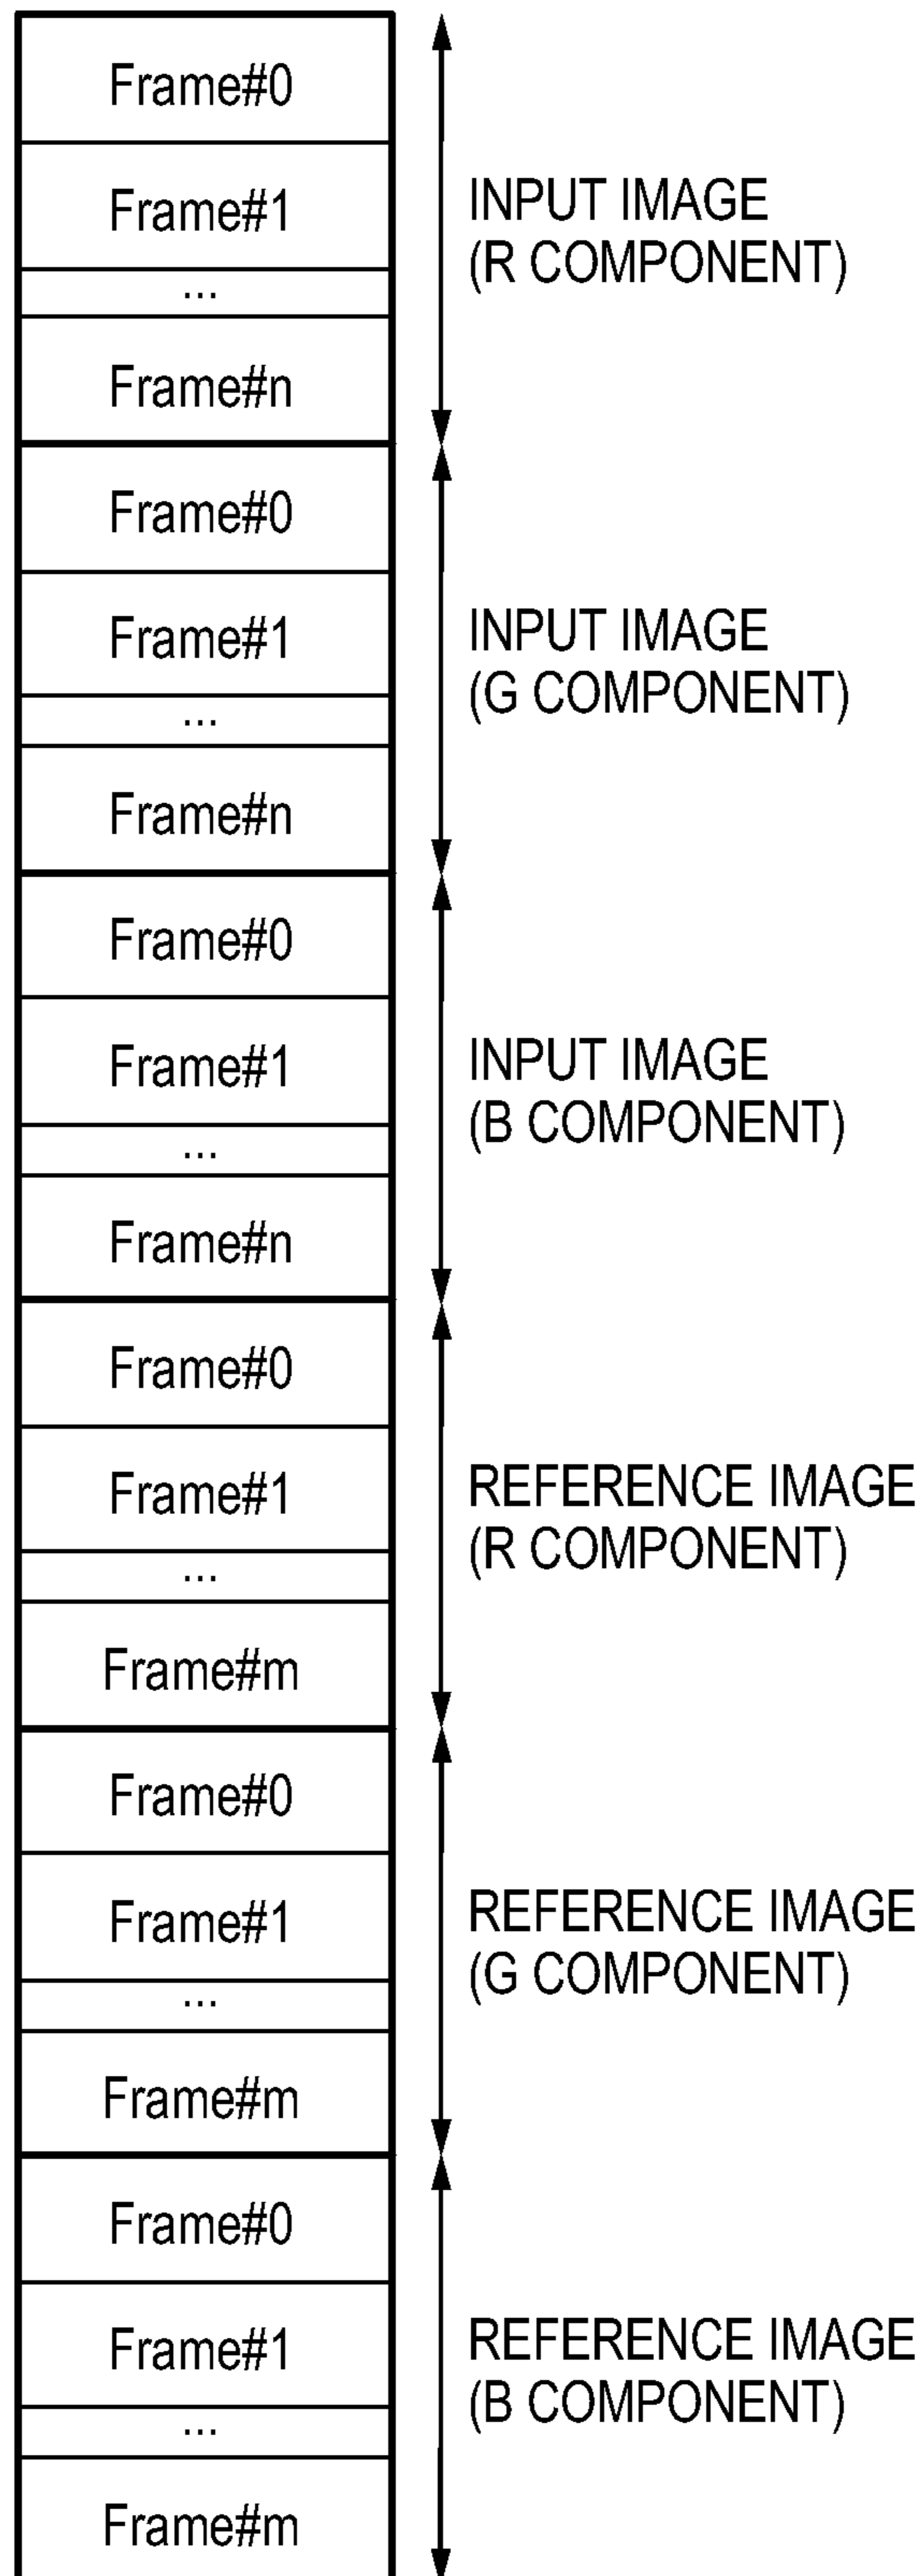 Frame#0
Frame#1
...
Frame#n
INPUT IMAGE
(R COMPONENT)
Frame#0
Frame#1
...
Frame#n
INPUT IMAGE
(G COMPONENT)
Frame#0
Frame#1
...
Frame#n
INPUT IMAGE
(B COMPONENT)
Frame#0
Frame#1
...
Frame#m
REFERENCE IMAGE
(R COMPONENT)
Frame#0
Frame#1
...
Frame#m
REFERENCE IMAGE
(G COMPONENT)
Frame#0
Frame#1
...
Frame#m
REFERENCE IMAGE
(B COMPONENT)